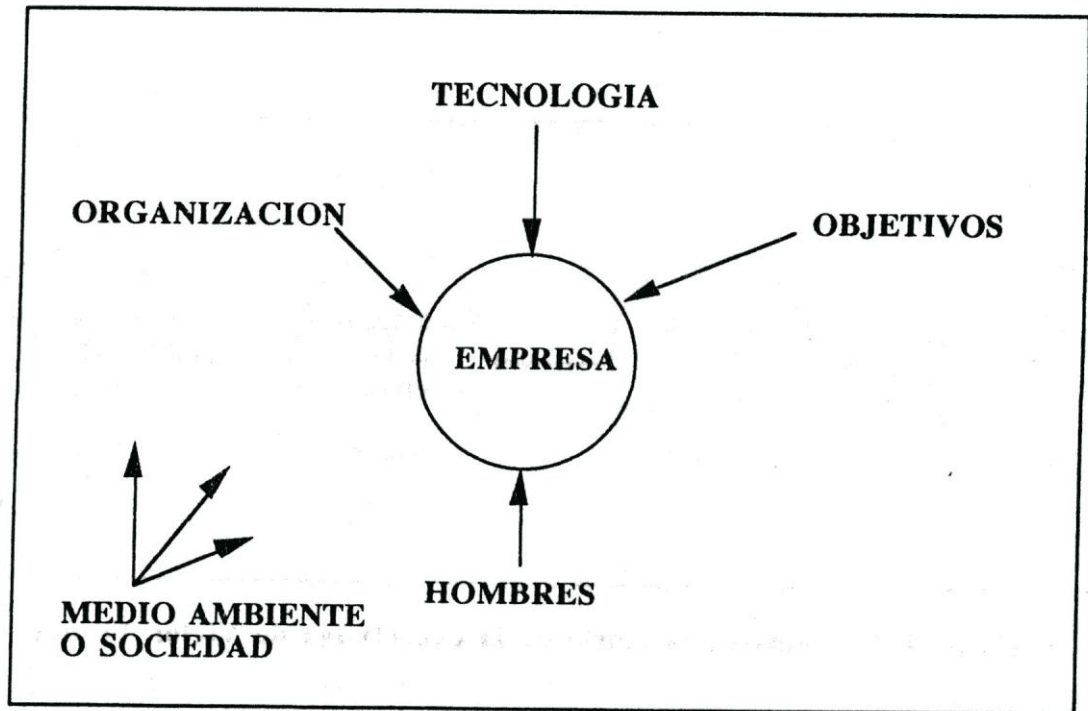 TECNOLOGIA
ORGANIZACION
OBJETIVOS
EMPRESA
HOMBRES
MEDIO AMBIENTE
O SOCIEDAD